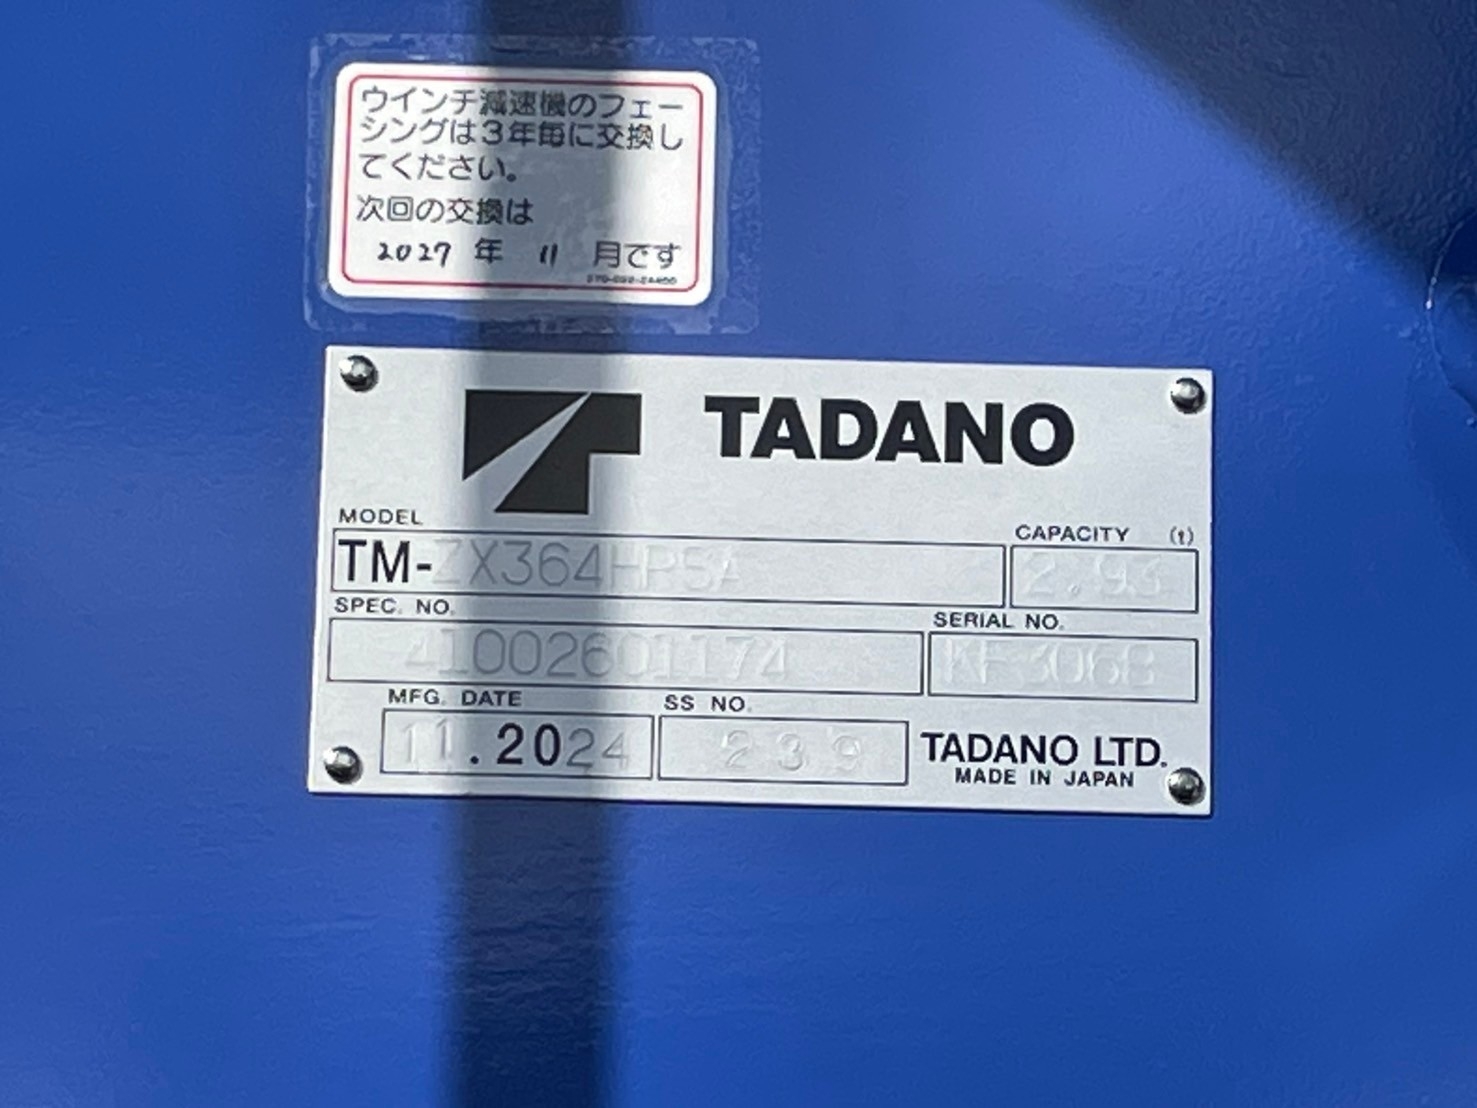 ウインチ減速機のフェー
シングは3年毎に交換し
てください。
次回の交換は
2027 年 11 月です
TADANO
MODEL
TM-ZX364HRSA
CAPACITY (t)
2.93
SPEC. NO.
41002601174
SERIAL NO.
MFG. DATE
11.2024
SS NO.
239
TADANO LTD.
MADE IN JAPAN